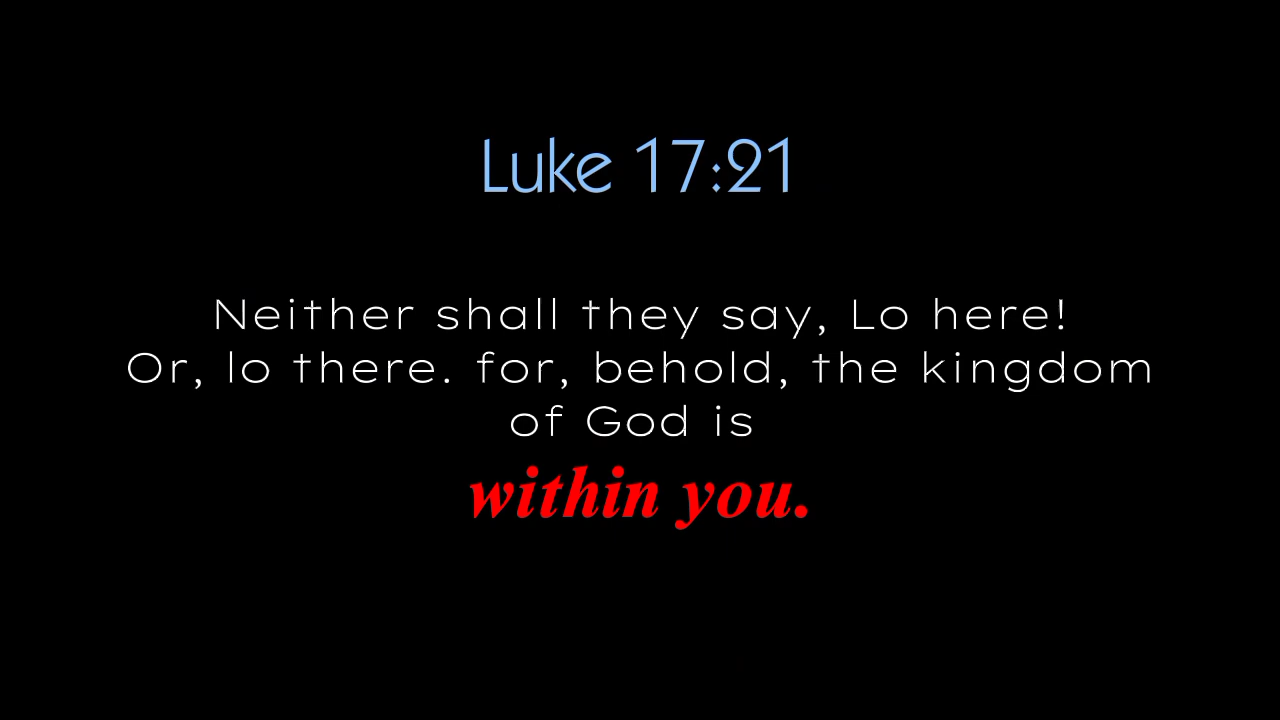 Luke 17:21
Neither shall they say, Lo here!
Or, lo there. for, behold, the kingdom
of God is
within you.